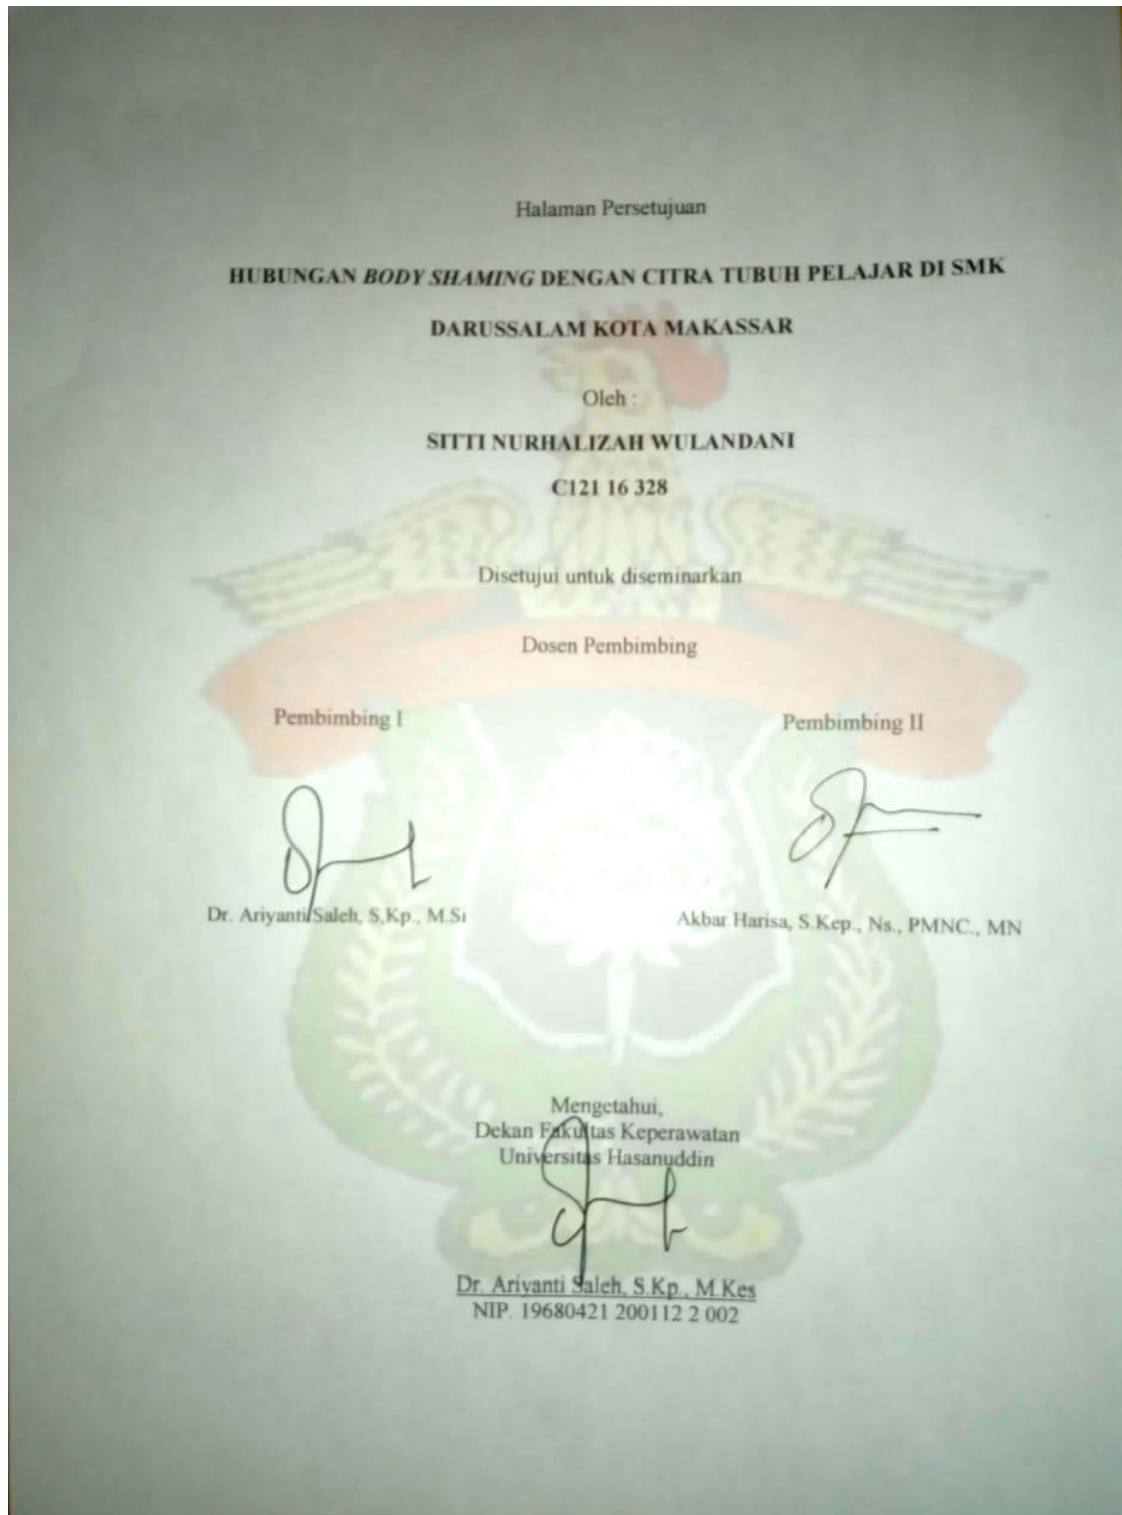 Halaman Persetujuan
HUBUNGAN BODY SHAMING DENGAN CITRA TUBUH PELAJAR DI SMK
DARUSSALAM KOTA MAKASSAR
Oleh :
SITTI NURHALIZAH WULANDANI
C121 16 328
Disetujui untuk diseminarkan
Dosen Pembimbing
Pembimbing I
Pembimbing II
Dr. Ariyanti Saleh, S,Kp., M.Si
Akbar Harisa, S.Kep., Ns., PMNC., MN
Mengetahui,
Dekan Fakultas Keperawatan
Universitas Hasanuddin
Dr. Ariyanti Saleh, S.Kp., M.Kes
NIP. 19680421 200112 2 002